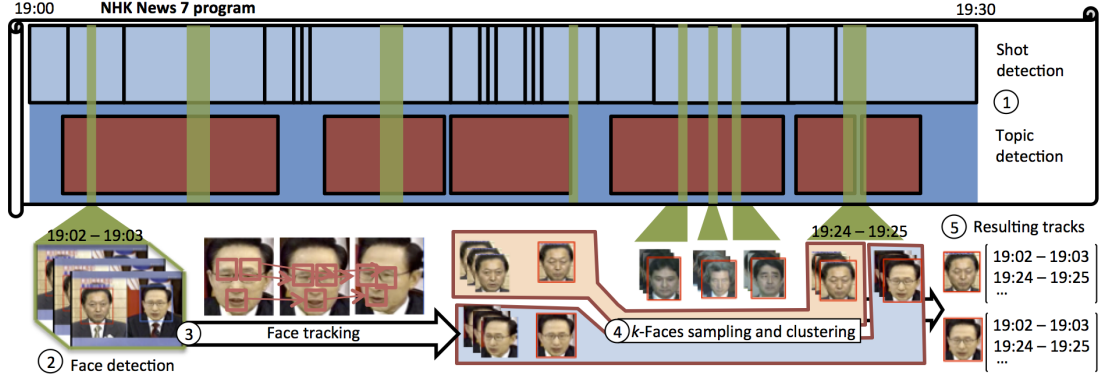 19:00
NHK News 7 program
19:30
Shot
detection
1
Topic
detection
19:02 – 19:03
19:24 – 19:25
5 Resulting tracks
19:02 – 19:03
19:24 – 19:25
...
3
Face tracking
4 k-Faces sampling and clustering
19:02 – 19:03
19:24 – 19:25
...
2 Face detection